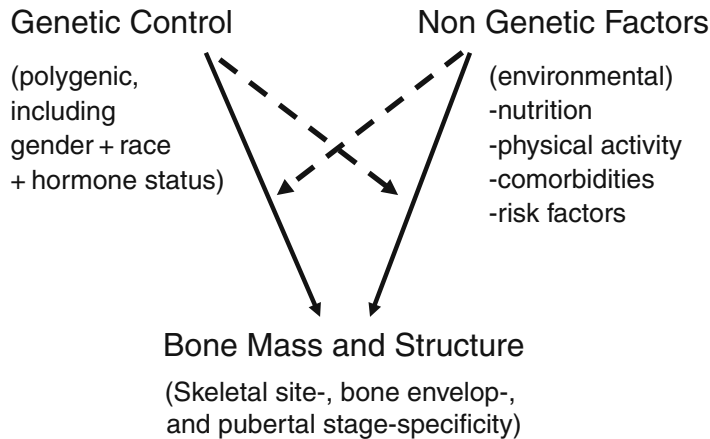 Genetic Control
(polygenic,
including
gender + race
+ hormone status)
Non Genetic Factors
(environmental)
-nutrition
-physical activity
-comorbidities
-risk factors
Bone Mass and Structure
(Skeletal site-, bone envelop-,
and pubertal stage-specificity)